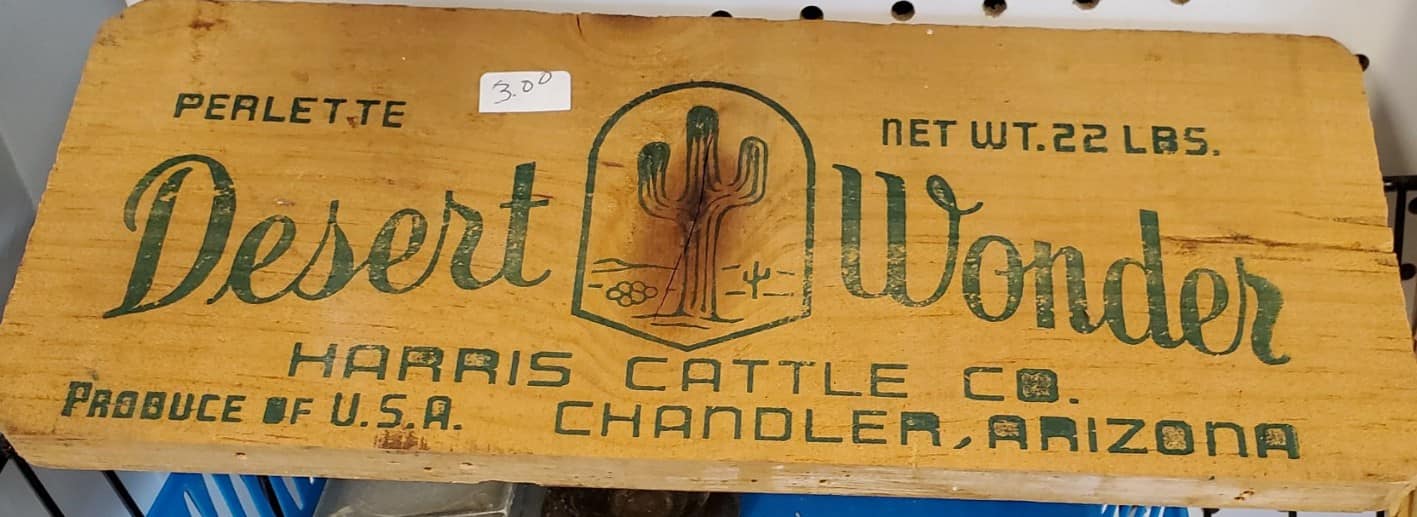 3.00
PERLETTE
NET WT. 22 LBS.
Desert Wonder
HARRIS CATTLE CO.
PRODUCE OF U.S.A.
CHANDLER, ARIZONA